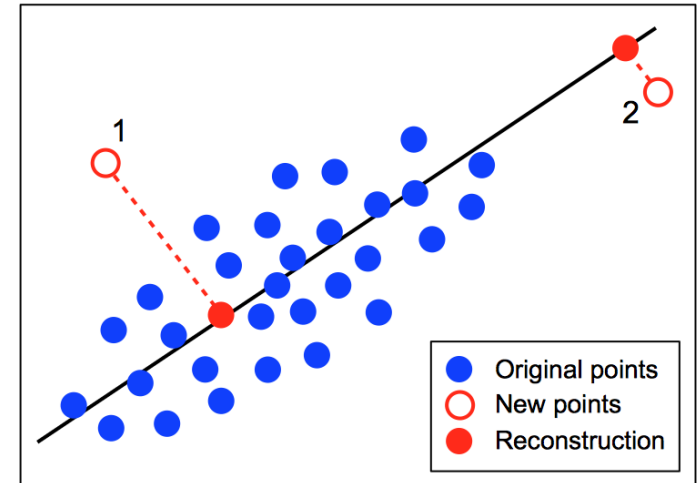 1
2
Original points
New points
Reconstruction